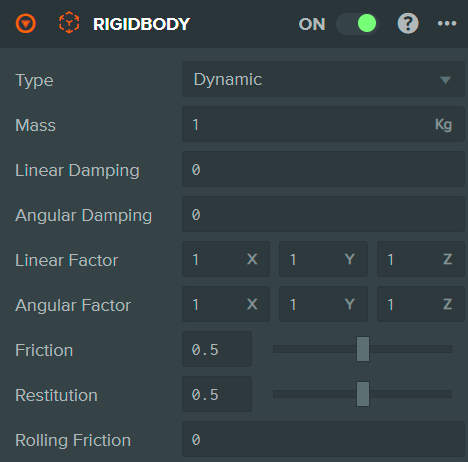 RIGIDBODY ON ?
Type Dynamic
Mass 1 Kg
Linear Damping 0
Angular Damping 0
Linear Factor 1 X 1 Y 1 Z
Angular Factor 1 X 1 Y 1 Z
Friction 0.5
Restitution 0.5
Rolling Friction 0